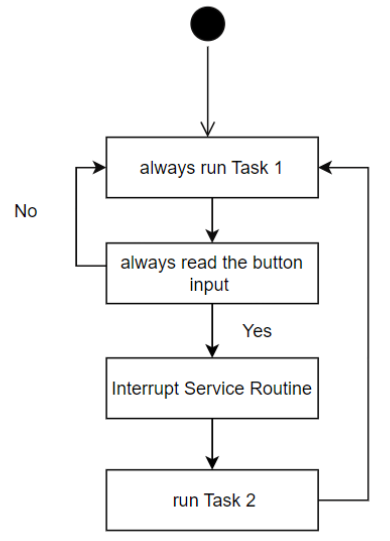 always run Task 1
No
always read the button
input
Yes
Interrupt Service Routine
run Task 2